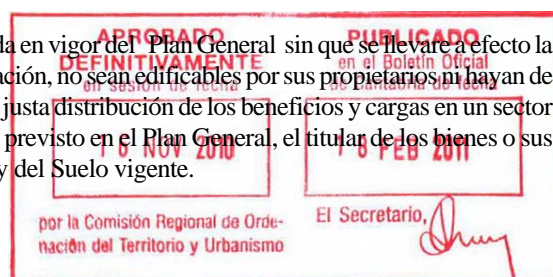 da en vigor del Plan General sin que se llevare a efecto la
ación, no sean edificables por sus propietarios ni hayan de
justa distribución de los beneficios y cargas en un sector
previsto en el Plan General, el titular de los bienes o sus
y del Suelo vigente.
APROBADO
DEFINITIVAMENTE
en sesión de fecha
18 NOV 2010
por la Comisión Regional de Orde-
nación del Territorio y Urbanismo
PUBLICADO
en el Boletín Oficial
de Cantabria de fecha
18 FEB 2011
El Secretario,